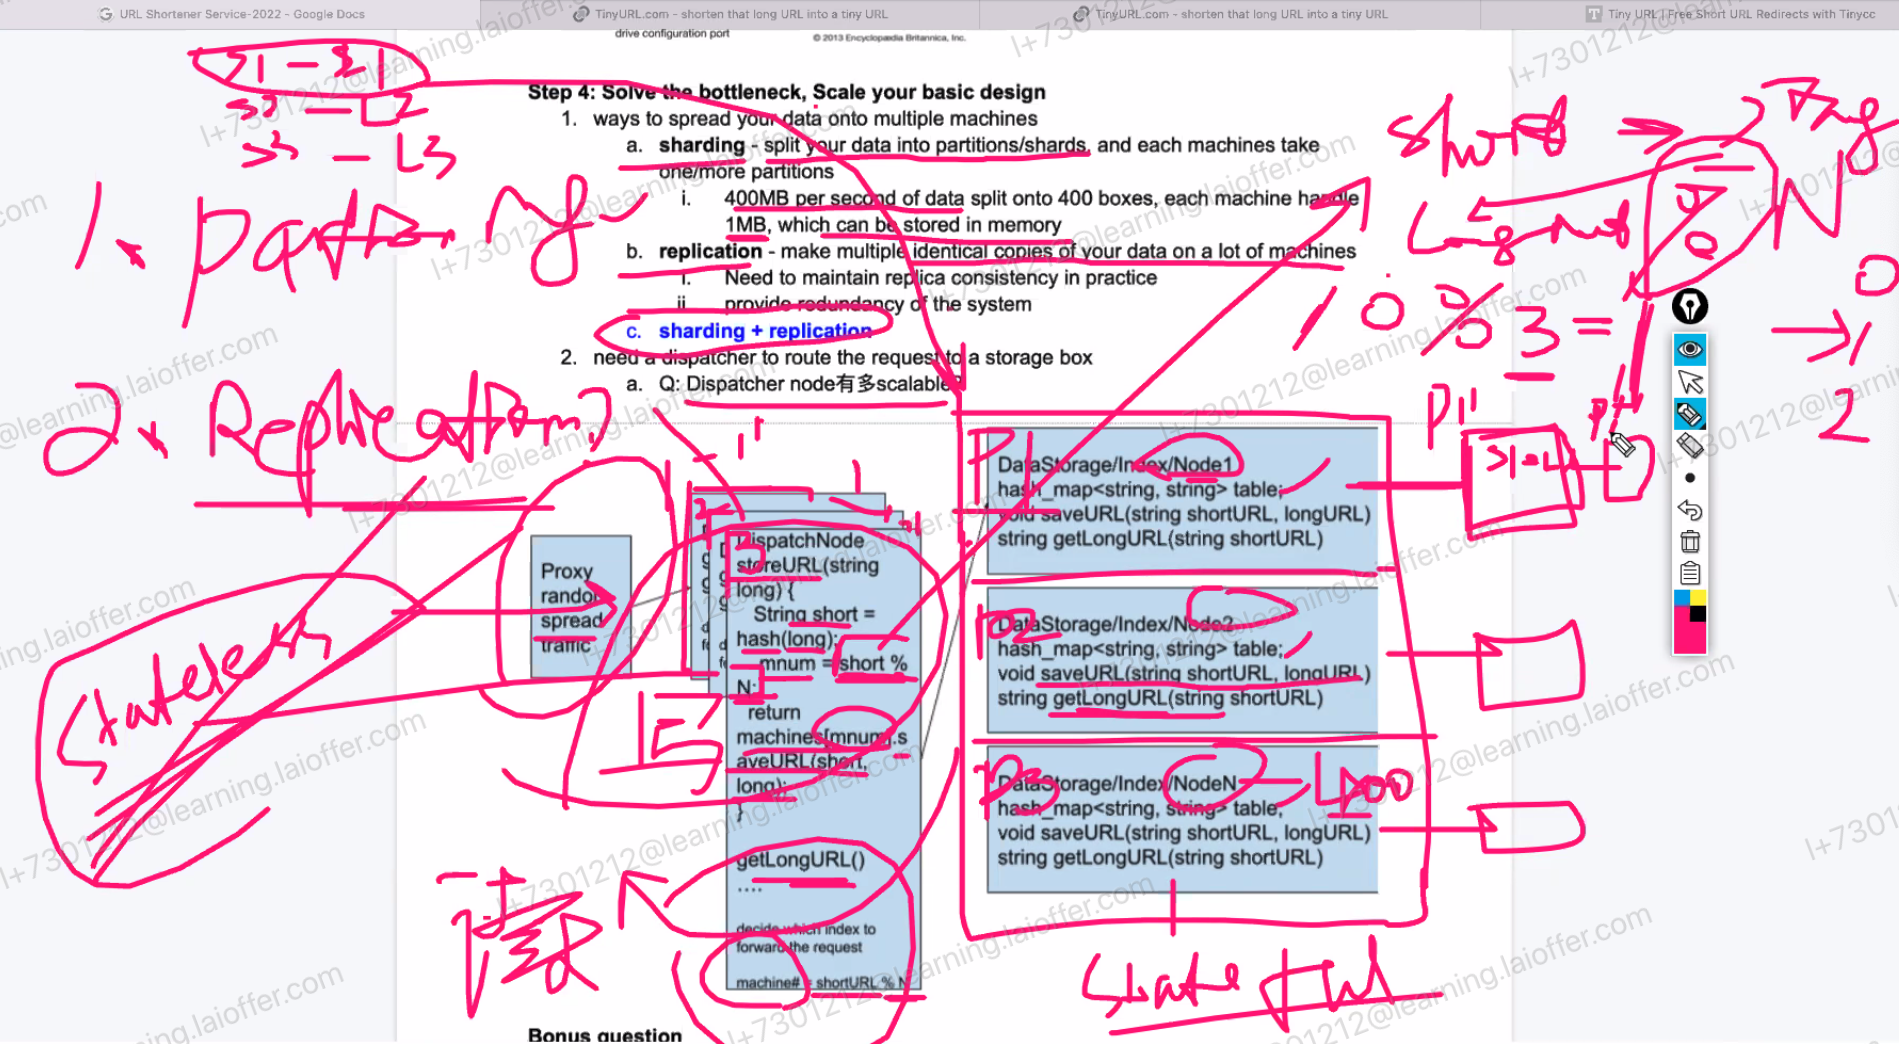 URL Shortener Service-2022 - Google Docs
TinyURL.com - shorten that long URL into a tiny URL
TinyURL.com - shorten that long URL into a tiny URL
Tiny URL | Free Short URL Redirects with Tinycc
drive configuration port
© 2013 Encyclopædia Britannica, Inc.
S1 - L1
S2 - L2
S3 - L3
Step 4: Solve the bottleneck, Scale your basic design
1. ways to spread your data onto multiple machines
a. sharding - split your data into partitions/shards, and each machines take
one/more partitions
i. 400MB per second of data split onto 400 boxes, each machine handle
1MB, which can be stored in memory
b. replication - make multiple identical copies of your data on a lot of machines
i. Need to maintain replica consistency in practice
ii. provide redundancy of the system
c. sharding + replication
2. need a dispatcher to route the request to a storage box
a. Q: Dispatcher node有多scalable?
1.
2. Replication
short
N
10 % 3 = 1
0
1
2
P1"
Proxy
random
spread
traffic
DispatchNode
storeURL(string
long) {
String short =
hash(long);
mnum = short %
N;
return
machines[mnum].s
aveURL(short,
long);
}
getLongURL()
....
decide which index to
forward the request
machine# = shortURL % N
P1
DataStorage/Index/Node1
hash_map<string, string> table;
void saveURL(string shortURL, longURL)
string getLongURL(string shortURL)
P2
DataStorage/Index/Node2
hash_map<string, string> table;
void saveURL(string shortURL, longURL)
string getLongURL(string shortURL)
P3
DataStorage/Index/NodeN
hash_map<string, string> table;
void saveURL(string shortURL, longURL)
string getLongURL(string shortURL)
400
Stateless
写
读
Stateful
Bonus question
l+7301212@learning.laioffer.com